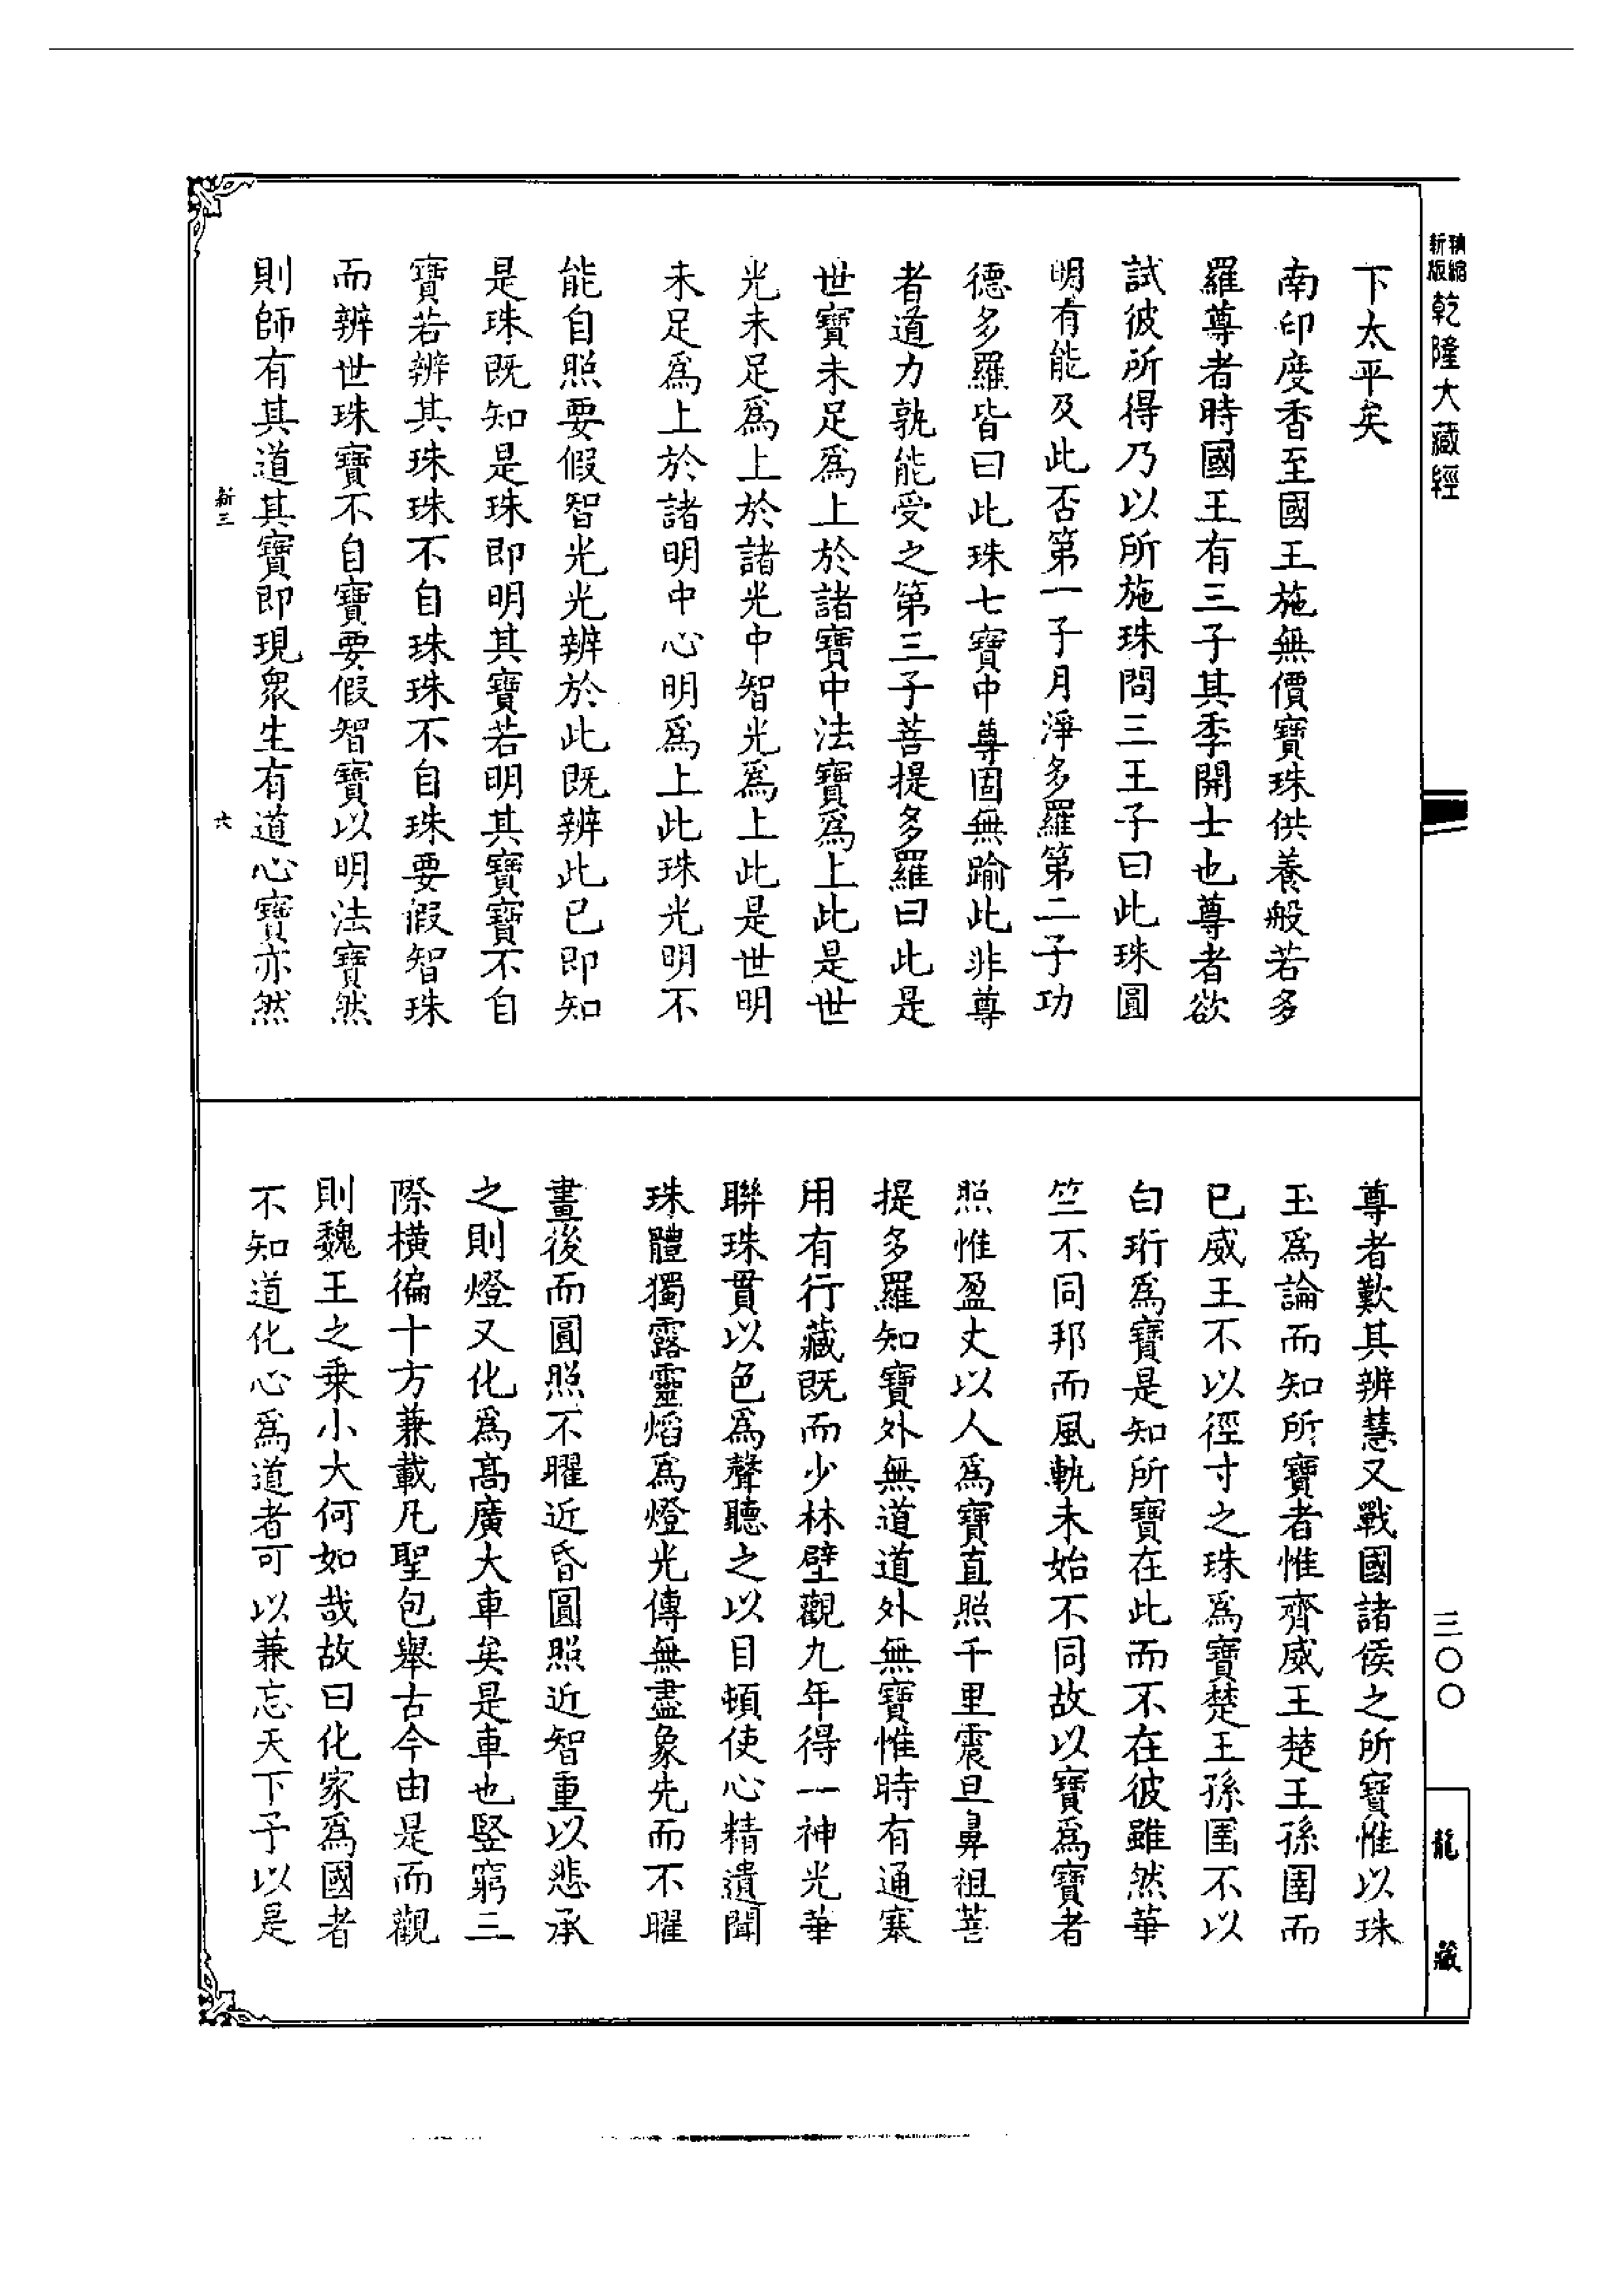 精縮
新版
乾隆大藏經
下太平矣
南印度香至國王施無價寶珠供養般若多
羅尊者時國王有三子其季開士也尊者欲
試彼所得乃以所施珠問三王子曰此珠圓
明有能及此否第一子月淨多羅第二子功
德多羅皆曰此珠七寶中尊固無踰此非尊
者道力孰能受之第三子菩提多羅曰此是
世寶未足為上於諸寶中法寶為上此是世
光未足為上於諸光中智光為上此是世明
未足為上於諸明中心明為上此珠光明不
能自照要假智光光辨於此既辨此已即知
是珠既知是珠即明其寶若明其寶寶不自
寶若辨其珠珠不自珠珠不自珠要假智珠
而辨世珠寶不自寶要假智寶以明法寶然
則師有其道其寶即現眾生有道心寶亦然
新三
六
尊者歎其辨慧又戰國諸侯之所寶惟以珠
玉為論而知所寶者惟齊威王楚王孫圉而
已威王不以徑寸之珠為寶楚王孫圉不以
白珩為寶是知所寶在此而不在彼雖然華
竺不同邦而風軌未始不同故以寶為寶者
照惟盈丈以人為寶直照千里震旦鼻祖菩
提多羅知寶外無道道外無寶惟時有通塞
用有行藏既而少林壁觀九年得一神光華
聯珠貫以色為聲聽之以目頓使心精遺聞
珠體獨露靈燄為燈光傳無盡象先而不曜
晝後而圓照不曜近昏圓照近智重以悲承
之則燈又化為高廣大車矣是車也竪窮三
際橫徧十方兼載凡聖包舉古今由是而觀
則魏王之乗小大何如哉故曰化家為國者
不知道化心為道者可以兼忘天下予以是
三〇〇
龍藏